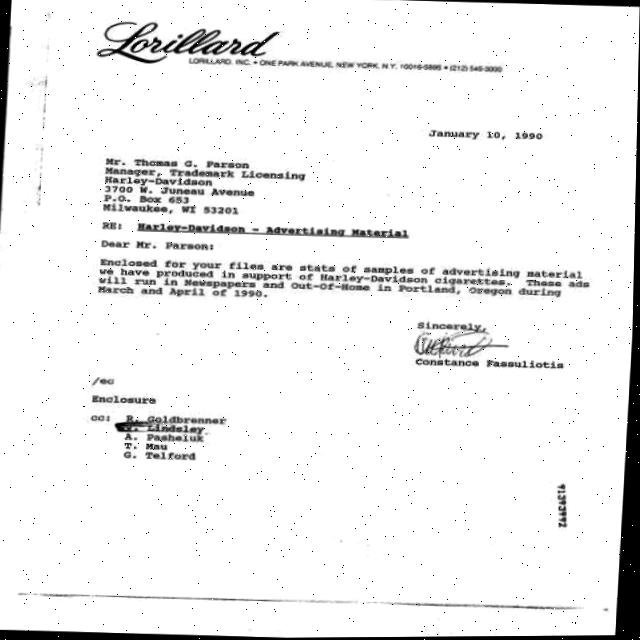 Lorillard
LORILLARD, INC. • ONE PARK AVENUE, NEW YORK, N.Y. 10016-5895 • (212) 545-3000
January 10, 1990
Mr. Thomas G. Parson
Manager, Trademark Licensing
Harley-Davidson
3700 W. Juneau Avenue
P.O. Box 653
Milwaukee, WI 53201
RE: Harley-Davidson - Advertising Material
Dear Mr. Parson:
Enclosed for your files are stats of samples of advertising material
we have produced in support of Harley-Davidson cigarettes. These ads
will run in Newspapers and Out-Of-Home in Portland, Oregon during
March and April of 1990.
Sincerely,
Constance Fassuliotis
/ec
Enclosure
cc: R. Goldbrenner
Lindsley
A. Pasheluk
T. Mau
G. Telford